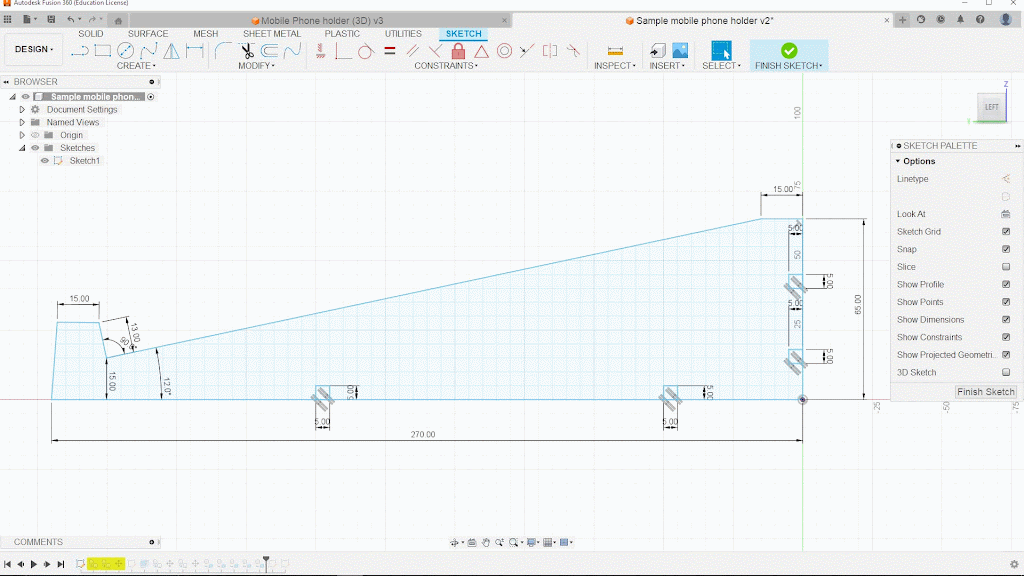 Autodesk Fusion 360 (Education License)
Mobile Phone holder (3D) v3
Sample mobile phone holder v2*
SOLID SURFACE MESH SHEET METAL PLASTIC UTILITIES SKETCH
DESIGN
CREATE MODIFY CONSTRAINTS INSPECT INSERT SELECT FINISH SKETCH
BROWSER
Sample mobile phon...
Document Settings
Named Views
Origin
Sketches
Sketch1
Z
LEFT
SKETCH PALETTE
Options
Linetype
Look At
Sketch Grid
Snap
Slice
Show Profile
Show Points
Show Dimensions
Show Constraints
Show Projected Geometri...
3D Sketch
Finish Sketch
100
75
15.00
5.00
50
5.00
65.00
5.00
25
5.00
15.00
13.00
15.00
12.0°
5.00
5.00
5.00
5.00
270.00
-25
-50
-75
COMMENTS